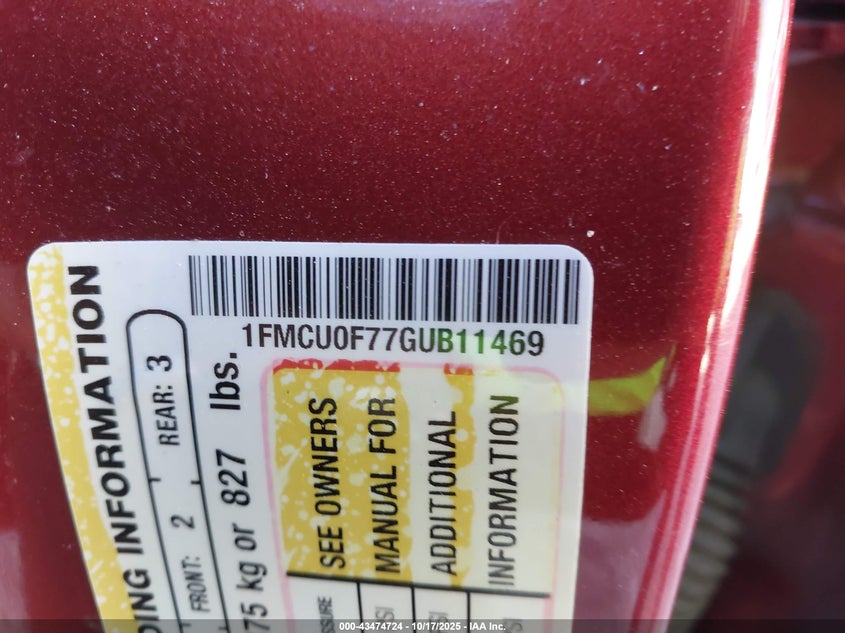 1FMCU0F77GUB11469
DING INFORMATION
FRONT: 2 REAR: 3
75 kg or 827 lbs.
SEE OWNERS
MANUAL FOR
ADDITIONAL
INFORMATION
000-43474724 | 10/17/2025 | IAA Inc.